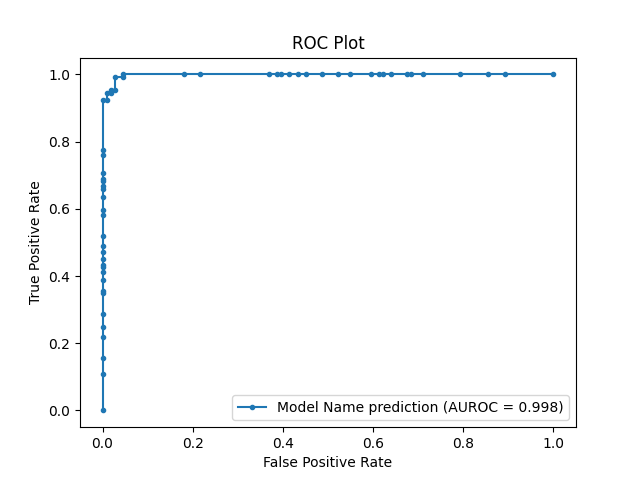 ROC Plot
True Positive Rate
1.0
0.8
0.6
0.4
0.2
0.0
Model Name prediction (AUROC = 0.998)
0.0 0.2 0.4 0.6 0.8 1.0
False Positive Rate